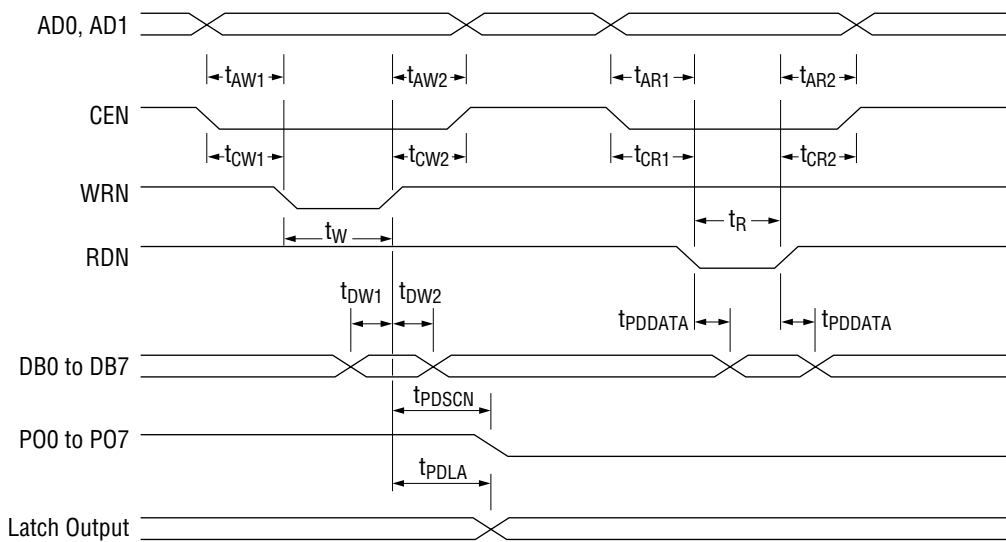 AD0, AD1
tAW1 tAW2 tAR1 tAR2
CEN
tCW1 tCW2 tCR1 tCR2
WRN
tW tR
RDN
tDW1 tDW2 tPDDATA tPDDATA
DB0 to DB7
tPDSCN
PO0 to PO7
tPDLA
Latch Output